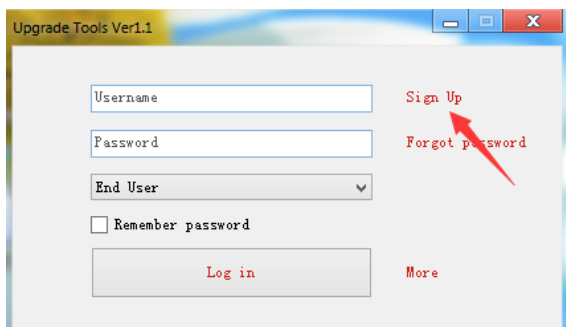 Upgrade Tools Ver1.1
Username
Sign Up
Password
Forgot password
End User
Remember password
Log in
More